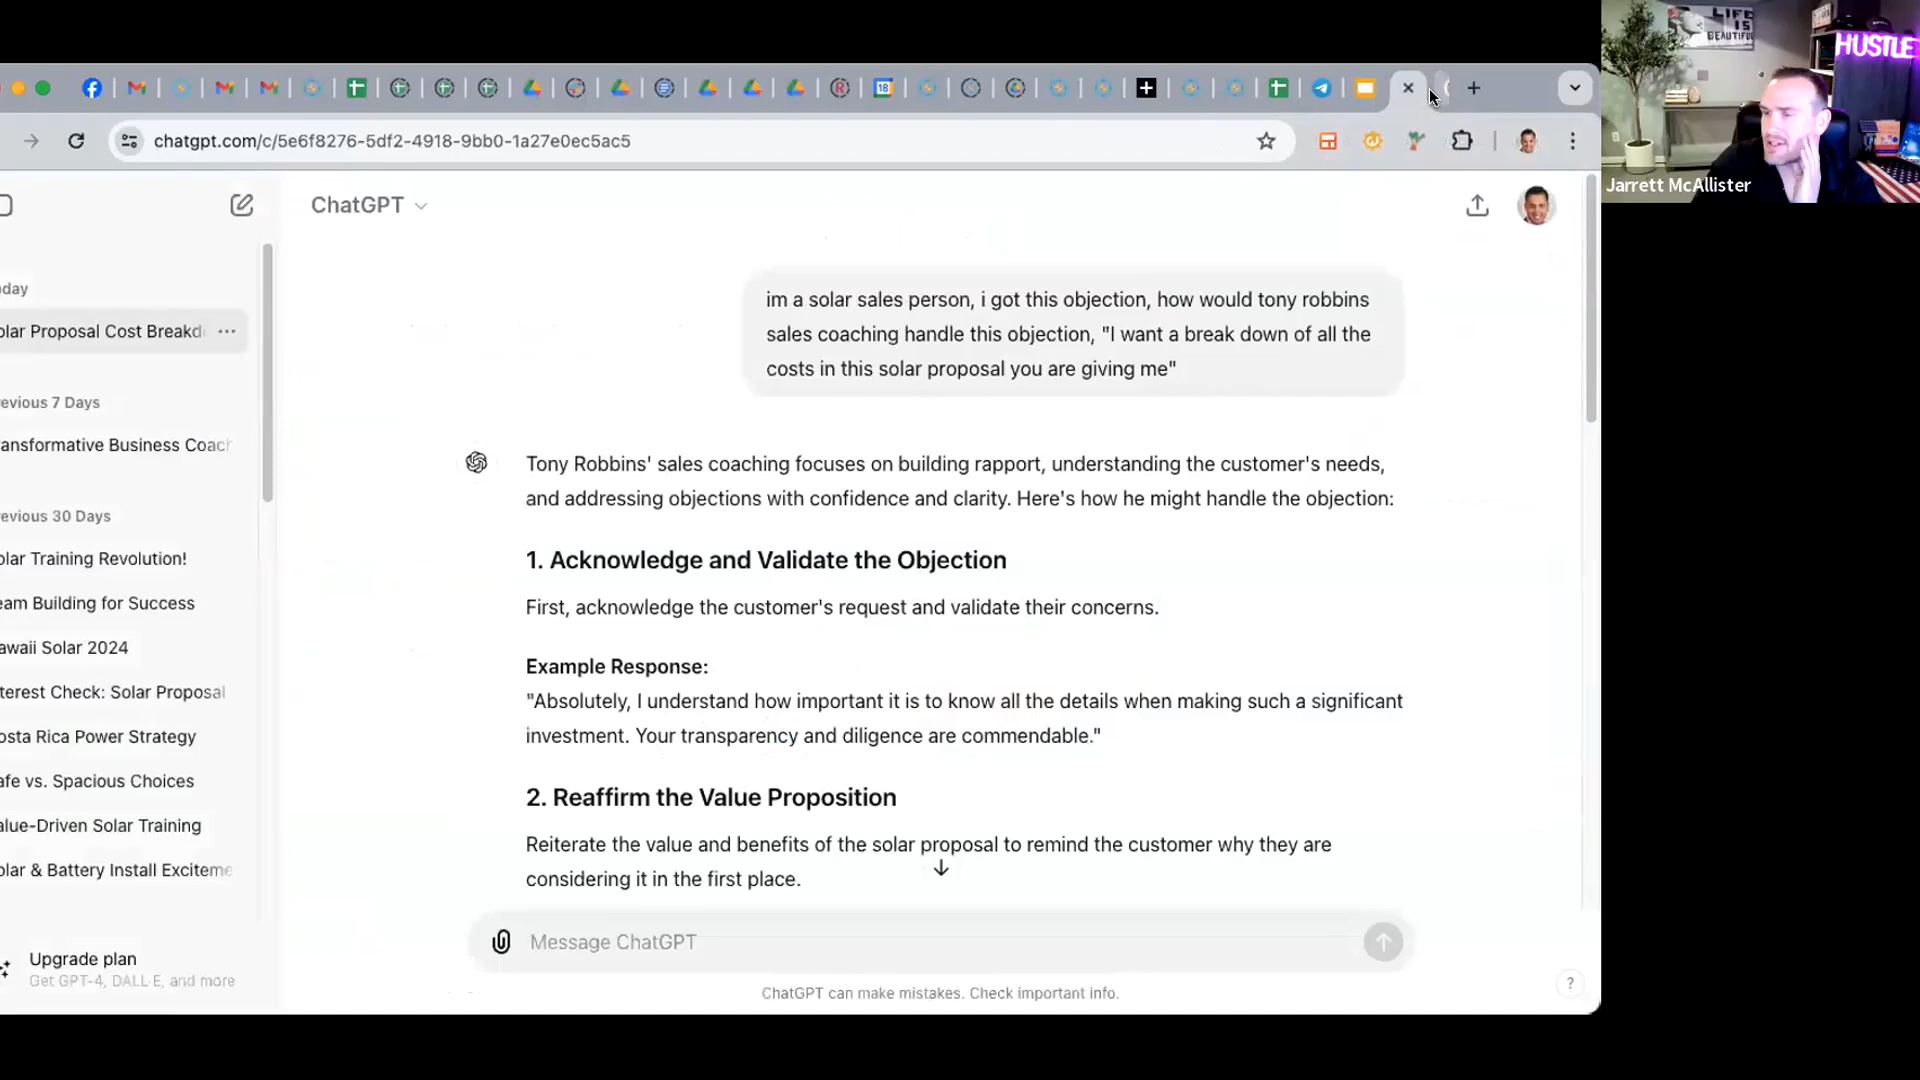 LIFE
IS
BEAUTIFUL
HUSTLE
Jarrett McAllister
18
chatgpt.com/c/5e6f8276-5df2-4918-9bb0-1a27e0ec5ac5
ChatGPT
day
olar Proposal Cost Breakd
evious 7 Days
ansformative Business Coach
evious 30 Days
olar Training Revolution!
eam Building for Success
awaii Solar 2024
terest Check: Solar Proposal
osta Rica Power Strategy
afe vs. Spacious Choices
alue-Driven Solar Training
olar & Battery Install Exciteme
Upgrade plan
Get GPT-4, DALL·E, and more
im a solar sales person, i got this objection, how would tony robbins
sales coaching handle this objection, "I want a break down of all the
costs in this solar proposal you are giving me"
Tony Robbins' sales coaching focuses on building rapport, understanding the customer's needs,
and addressing objections with confidence and clarity. Here's how he might handle the objection:
1. Acknowledge and Validate the Objection
First, acknowledge the customer's request and validate their concerns.
Example Response:
"Absolutely, I understand how important it is to know all the details when making such a significant
investment. Your transparency and diligence are commendable."
2. Reaffirm the Value Proposition
Reiterate the value and benefits of the solar proposal to remind the customer why they are
considering it in the first place.
Message ChatGPT
ChatGPT can make mistakes. Check important info.
?